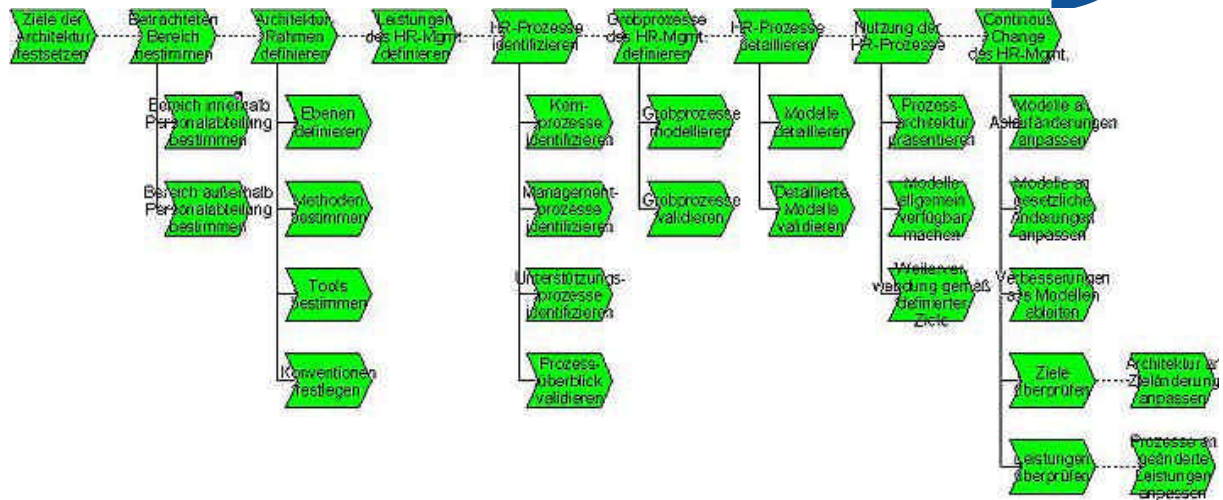 Ziele der
Architektur
festsetzen
Betrachteten
Bereich
bestimmen
Architektur-
Rahmen
definieren
Leistungen
des HR-Mgmt.
definieren
HR-Prozesse
identifizieren
Grobprozesse
des HR-Mgmt.
definieren
HR-Prozesse
detaillieren
Nutzung der
HR-Prozesse
Continous
Change
des HR-Mgmt.
Bereich innerhalb
Personalabteilung
bestimmen
Bereich außerhalb
Personalabteilung
bestimmen
Ebenen
definieren
Methoden
bestimmen
Tools
bestimmen
Konventionen
festlegen
Kern-
prozesse
identifizieren
Management-
prozesse
identifizieren
Unterstützungs-
prozesse
identifizieren
Prozess-
überblick
validieren
Grobprozesse
modellieren
Grobprozesse
validieren
Modelle
detaillieren
Detaillierte
Modelle
validieren
Prozess-
architektur
präsentieren
Modelle
allgemein
verfügbar
machen
Weiterver-
wendung gemäß
definierter
Ziele
Modelle an
Ablaufänderungen
anpassen
Modelle an
gesetzliche
Änderungen
anpassen
Verbesserungen
aus Modellen
ableiten
Ziele
überprüfen
Architektur an
Zieländerung
anpassen
Leistungen
überprüfen
Prozesse an
geänderte
Leistungen
anpassen